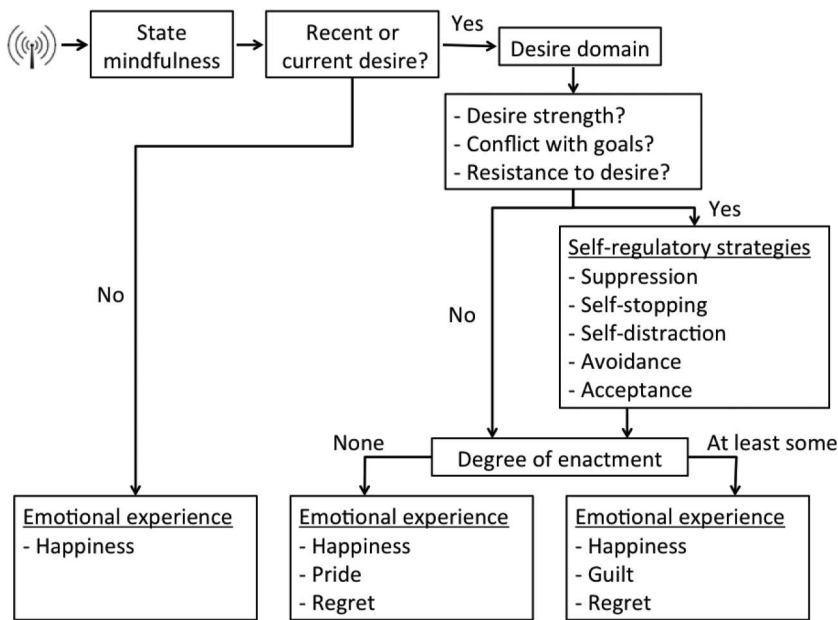 State
mindfulness
Recent or
current desire?
Yes
Desire domain
- Desire strength?
- Conflict with goals?
- Resistance to desire?
Yes
Self-regulatory strategies
- Suppression
- Self-stopping
- Self-distraction
- Avoidance
- Acceptance
No
No
None
Degree of enactment
At least some
Emotional experience
- Happiness
Emotional experience
- Happiness
- Pride
- Regret
Emotional experience
- Happiness
- Guilt
- Regret